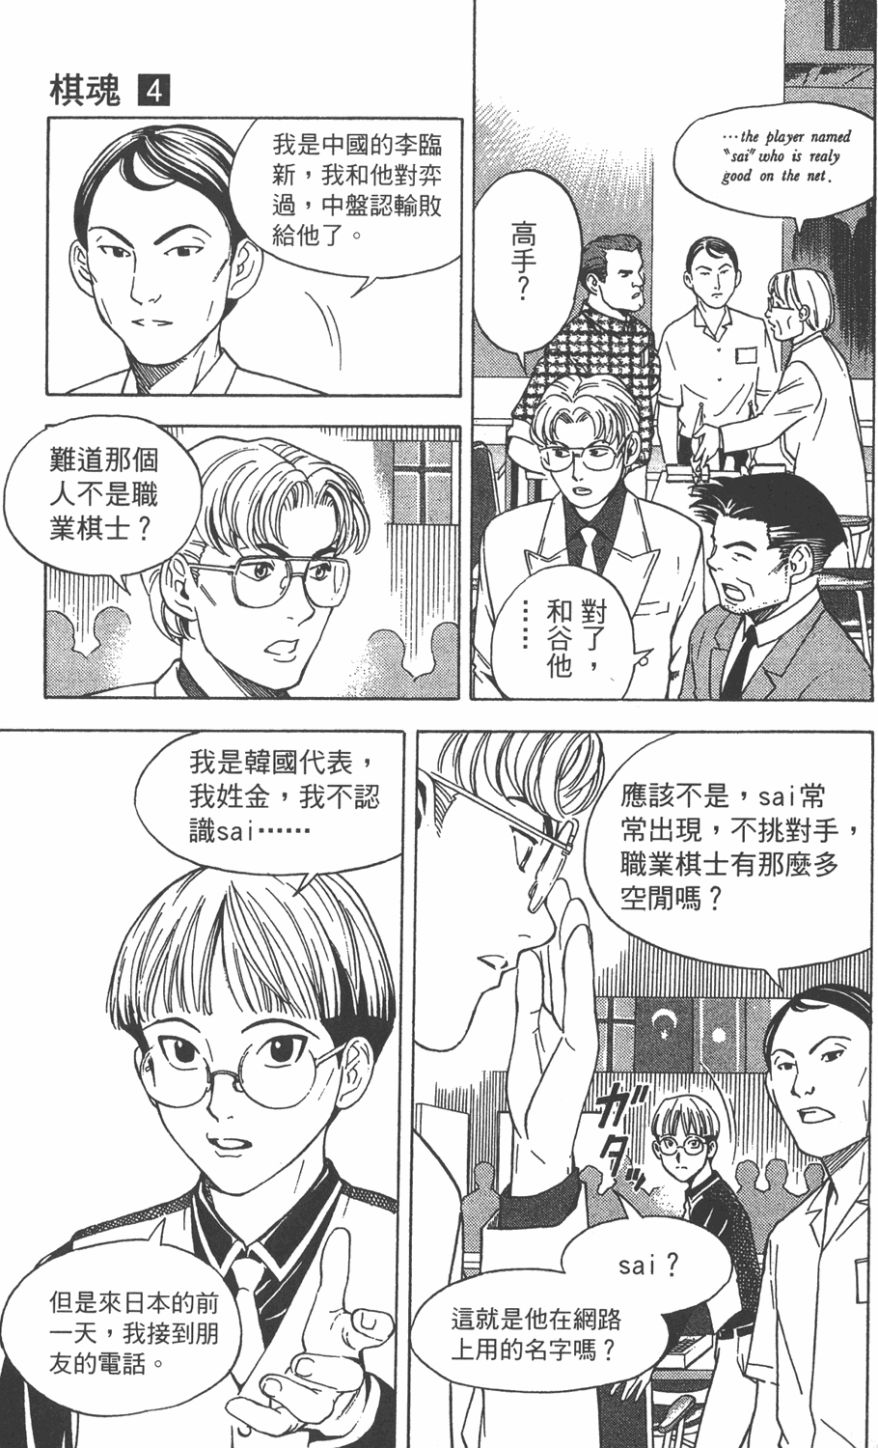 棋魂 4
…the player named
"sai" who is realy
good on the net.
高手?
對了,
和谷他
……
我是中國的李臨
新,我和他對弈
過,中盤認輸敗
給他了。
難道那個
人不是職
業棋士?
應該不是,sai常
常出現,不挑對手,
職業棋士有那麼多
空閒嗎?
ガタッ
sai?
這就是他在網路
上用的名字嗎?
我是韓國代表,
我姓金,我不認
識sai……
但是來日本的前
一天,我接到朋
友的電話。